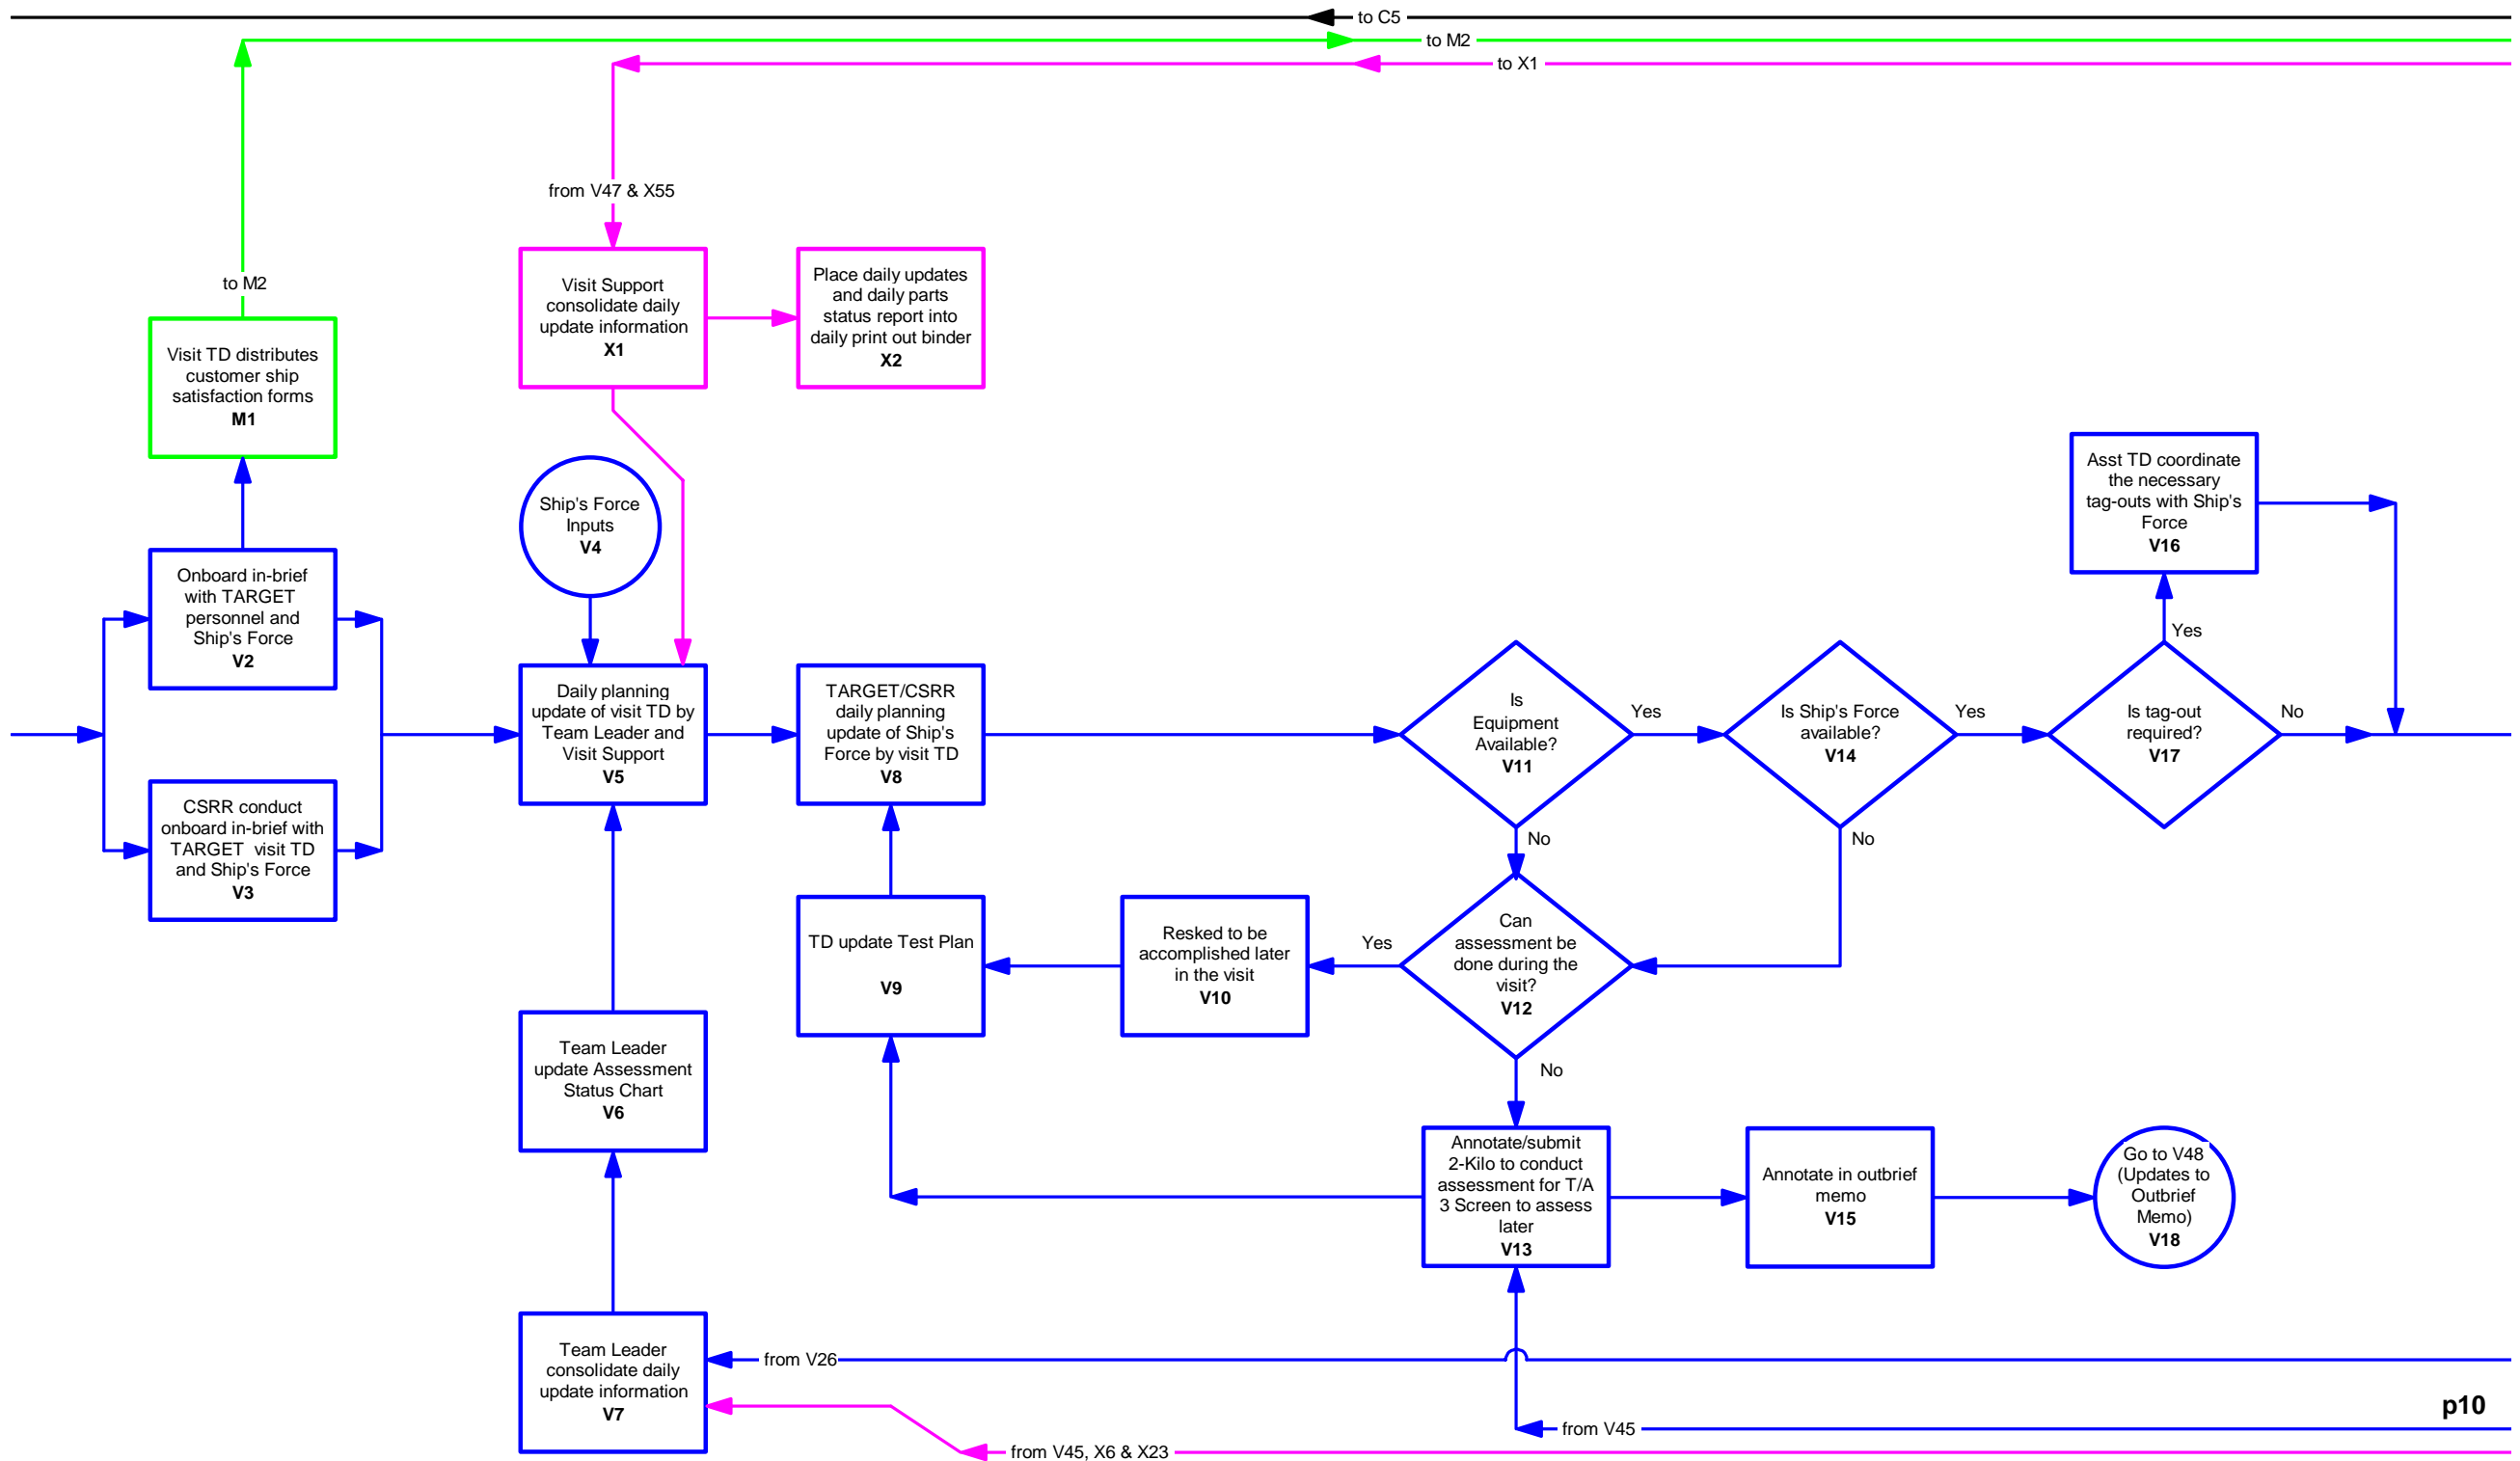 to C5
to M2
to X1
from V47 & X55
to M2
Visit TD distributes
customer ship
satisfaction forms
M1
Visit Support
consolidate daily
update information
X1
Place daily updates
and daily parts
status report into
daily print out binder
X2
Ship's Force
Inputs
V4
Asst TD coordinate
the necessary
tag-outs with Ship's
Force
V16
Onboard in-brief
with TARGET
personnel and
Ship's Force
V2
CSRR conduct
onboard in-brief with
TARGET  visit TD
and Ship's Force
V3
Daily planning
update of visit TD by
Team Leader and
Visit Support
V5
TARGET/CSRR
daily planning
update of Ship's
Force by visit TD
V8
Is
Equipment
Available?
V11
Yes
No
Is Ship's Force
available?
V14
Yes
No
Is tag-out
required?
V17
Yes
No
TD update Test Plan
V9
Resked to be
accomplished later
in the visit
V10
Yes
Can
assessment be
done during the
visit?
V12
No
Team Leader
update Assessment
Status Chart
V6
Annotate/submit
2-Kilo to conduct
assessment for T/A
3 Screen to assess
later
V13
Annotate in outbrief
memo
V15
Go to V48
(Updates to
Outbrief
Memo)
V18
Team Leader
consolidate daily
update information
V7
from V26
from V45
from V45, X6 & X23
p10